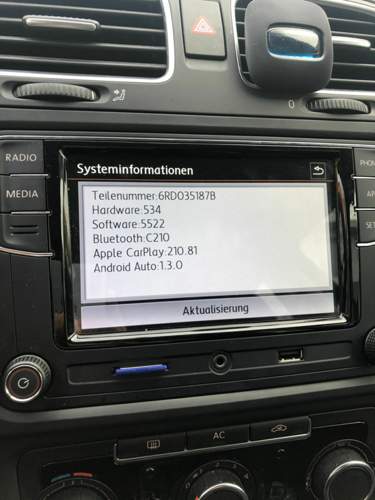 Systeminformationen
RADIO
MEDIA
Teilenummer:6RD035187B
Hardware:534
Software:5522
Bluetooth:C210
Apple CarPlay:210.81
Android Auto:1.3.0
Aktualisierung
AC
0